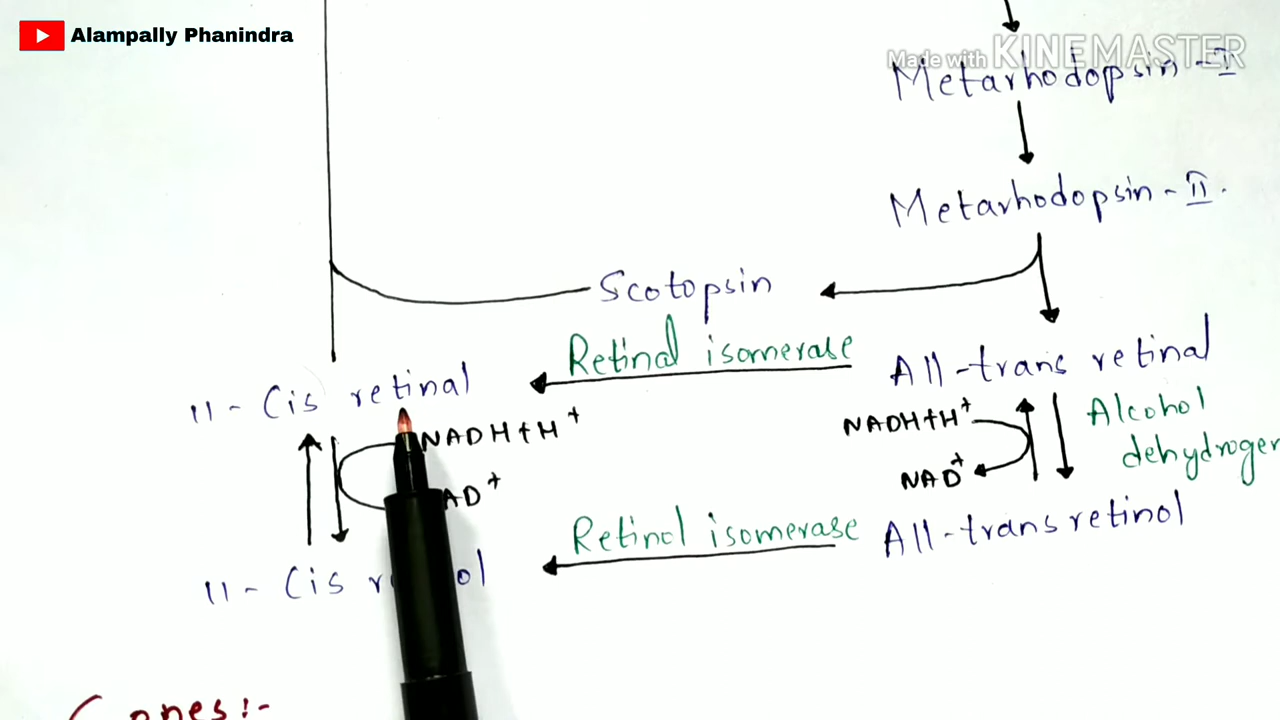 Alampally Phanindra
Made with KINEMASTER
Metarhodopsin - I
Metarhodopsin - II.
Scotopsin
Retinal isomerase
All-trans retinal
11 - Cis retinal
NADH+H+
NADH+H+
Alcohol
NAD+
Retinol isomerase
All-trans retinol
11 - Cis
Cones:-